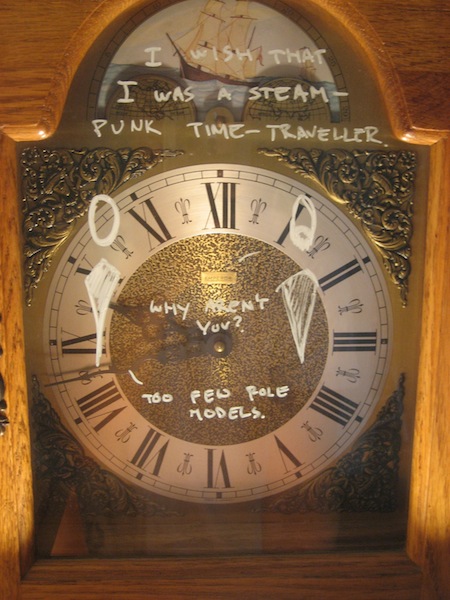 I WISH THAT
I WAS A STEAM-
PUNK TIME-TRAVELLER.
WHY AREN'T
YOU?
TOO FEW ROLE
MODELS.
XII
I
II
III
IIII
V
VI
VII
VIII
IX
X
XI